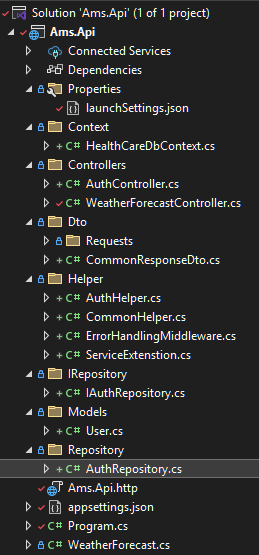 Solution 'Ams.Api' (1 of 1 project)
Ams.Api
Connected Services
Dependencies
Properties
launchSettings.json
Context
C# HealthCareDbContext.cs
Controllers
C# AuthController.cs
C# WeatherForecastController.cs
Dto
Requests
C# CommonResponseDto.cs
Helper
C# AuthHelper.cs
C# CommonHelper.cs
C# ErrorHandlingMiddleware.cs
C# ServiceExtenstion.cs
IRepository
C# IAuthRepository.cs
Models
C# User.cs
Repository
C# AuthRepository.cs
Ams.Api.http
appsettings.json
C# Program.cs
C# WeatherForecast.cs